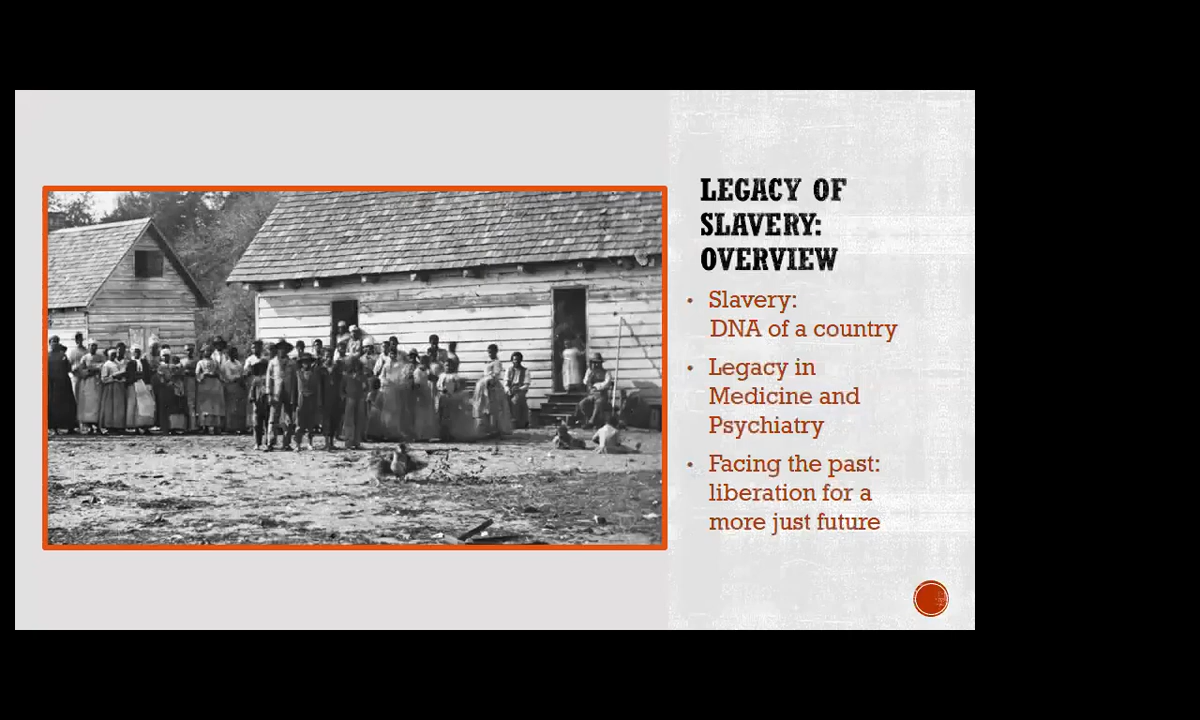 LEGACY OF
SLAVERY:
OVERVIEW
• Slavery:
DNA of a country
• Legacy in
Medicine and
Psychiatry
• Facing the past:
liberation for a
more just future